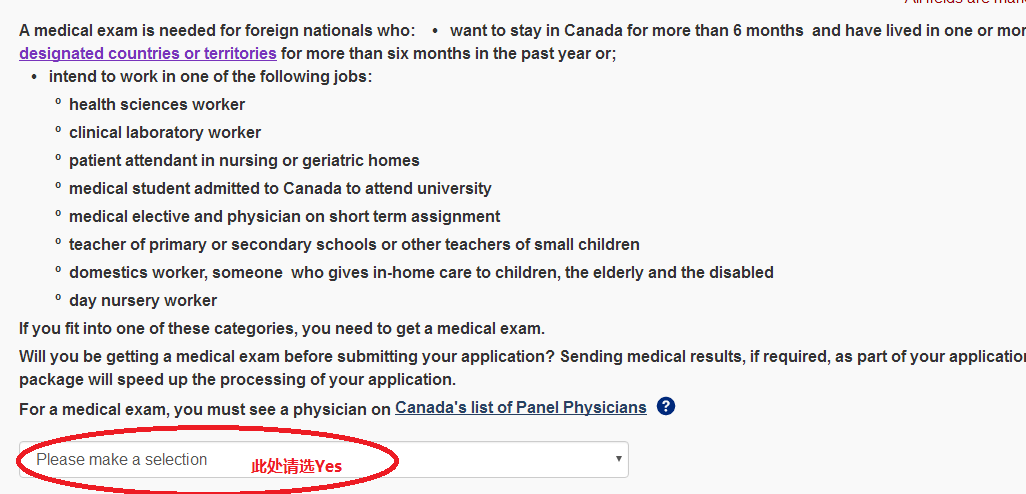 A medical exam is needed for foreign nationals who: • want to stay in Canada for more than 6 months and have lived in one or
designated countries or territories for more than six months in the past year or;
• intend to work in one of the following jobs:
º health sciences worker
º clinical laboratory worker
º patient attendant in nursing or geriatric homes
º medical student admitted to Canada to attend university
º medical elective and physician on short term assignment
º teacher of primary or secondary schools or other teachers of small children
º domestics worker, someone who gives in-home care to children, the elderly and the disabled
º day nursery worker
If you fit into one of these categories, you need to get a medical exam.
Will you be getting a medical exam before submitting your application? Sending medical results, if required, as part of your application
package will speed up the processing of your application.
For a medical exam, you must see a physician on Canada's list of Panel Physicians ?
Please make a selection 此处请选Yes